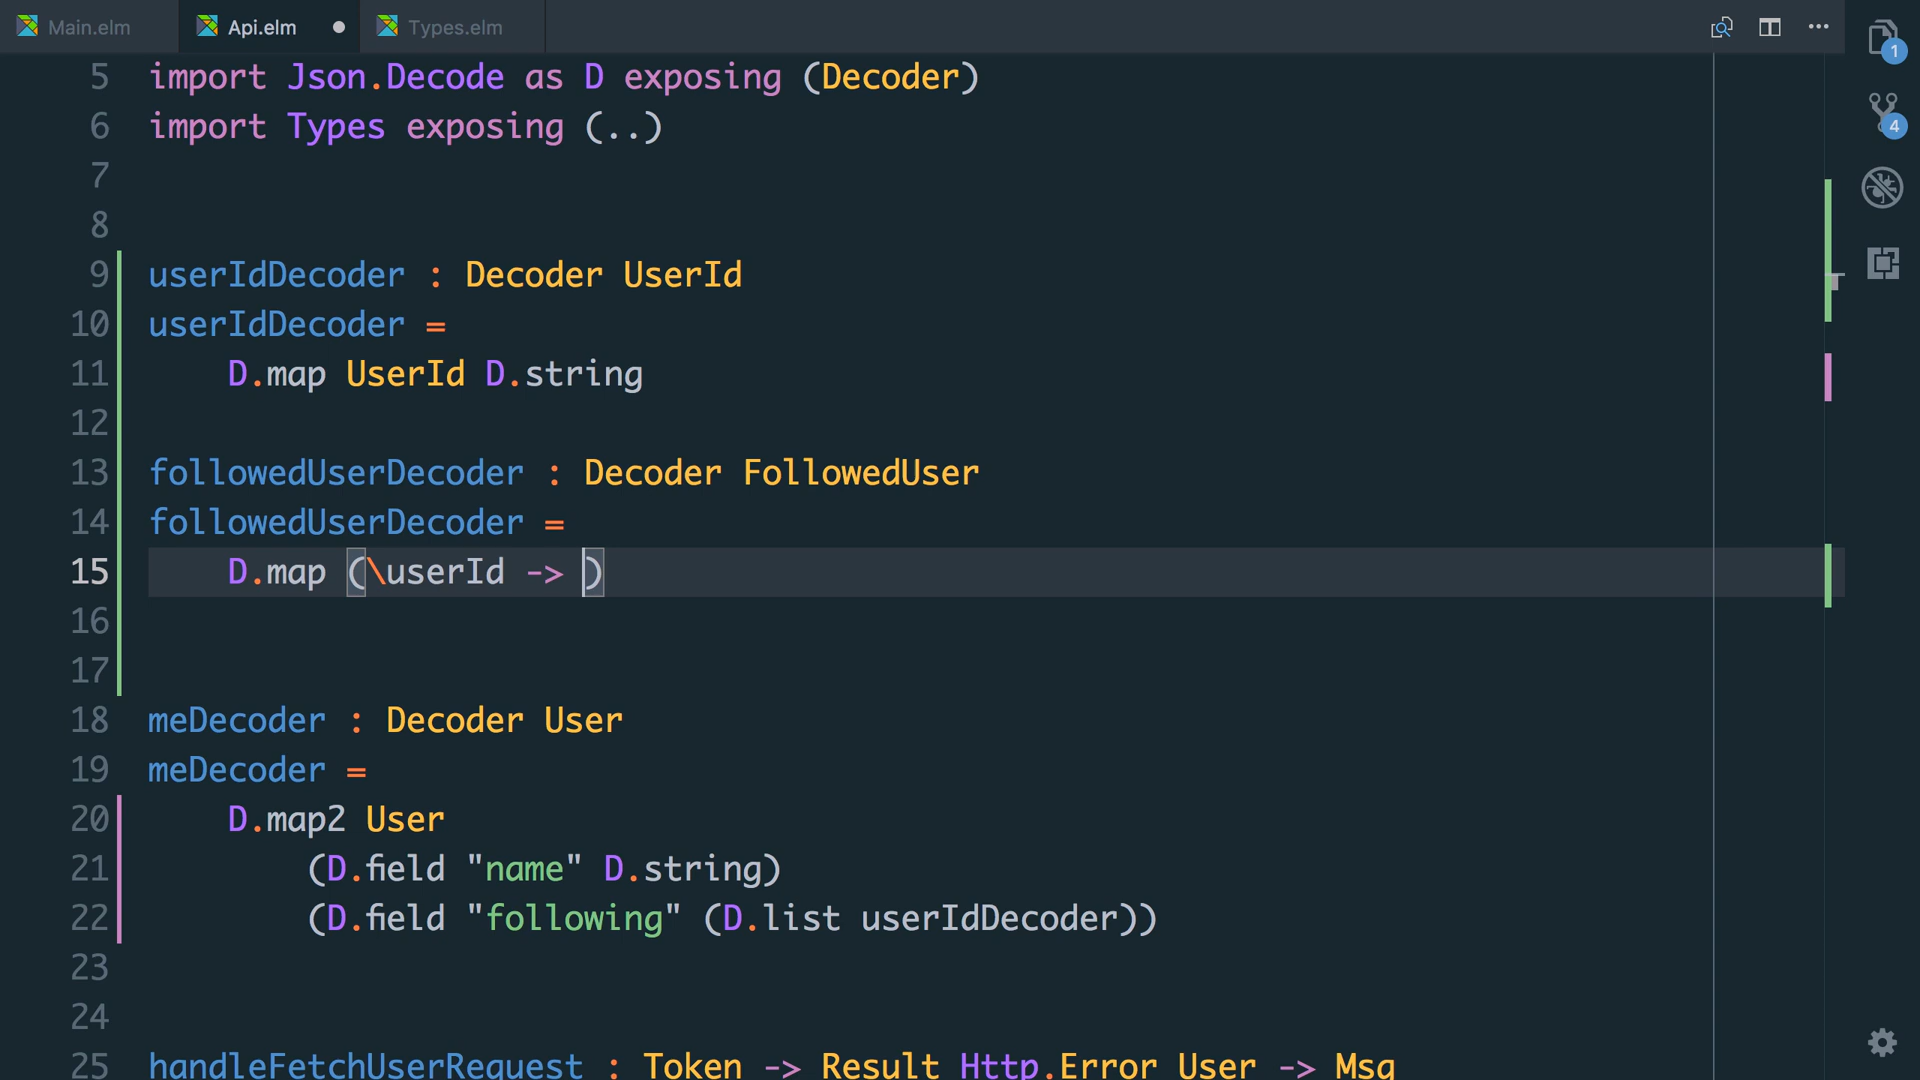 Main.elm Api.elm Types.elm
5 import Json.Decode as D exposing (Decoder)
6 import Types exposing (..)
7
8
9 userIdDecoder : Decoder UserId
10 userIdDecoder =
11 D.map UserId D.string
12
13 followedUserDecoder : Decoder FollowedUser
14 followedUserDecoder =
15 D.map (\userId -> )
16
17
18 meDecoder : Decoder User
19 meDecoder =
20 D.map2 User
21 (D.field "name" D.string)
22 (D.field "following" (D.list userIdDecoder))
23
24
25 handleFetchUserRequest : Token -> Result Http.Error User -> Msg
1
4